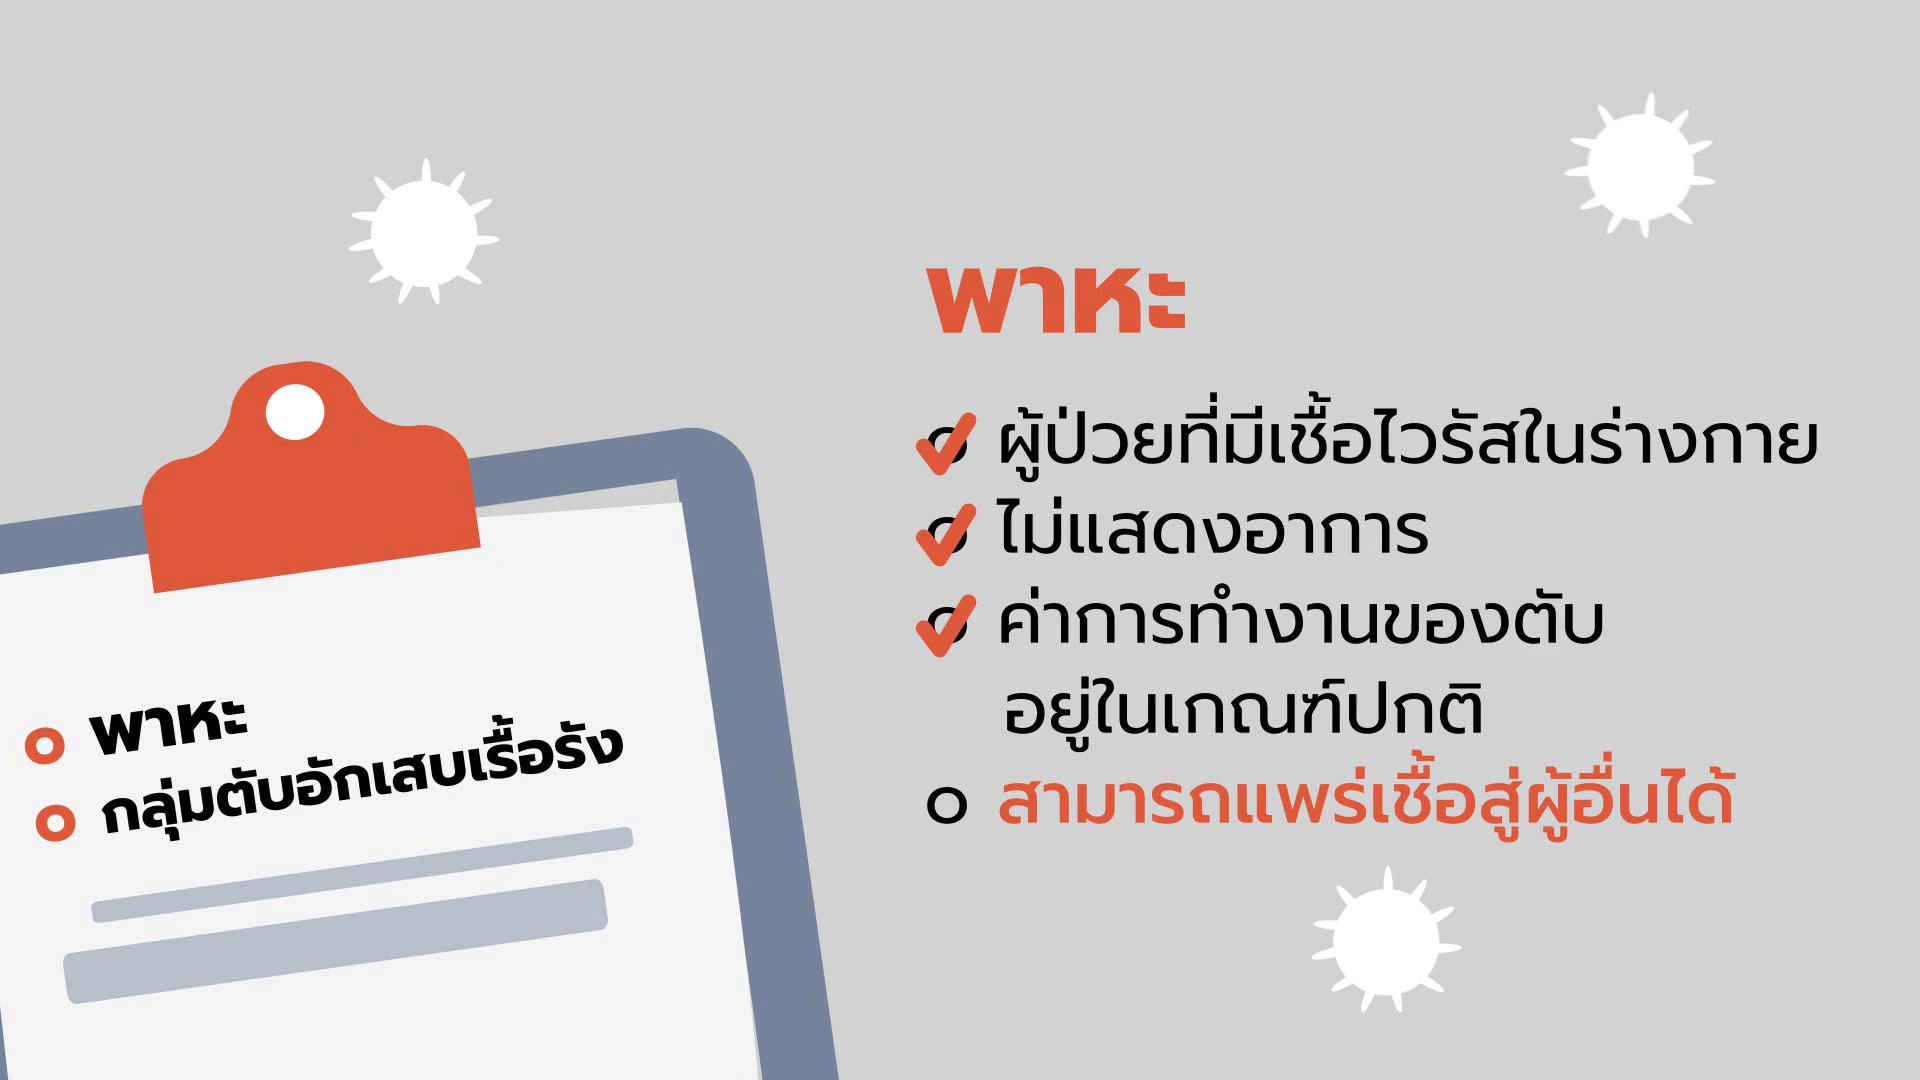 พาหะ
ผู้ป่วยที่มีเชื้อไวรัสในร่างกาย
ไม่แสดงอาการ
ค่าการทำงานของตับ
อยู่ในเกณฑ์ปกติ
สามารถแพร่เชื้อสู่ผู้อื่นได้
พาหะ
กลุ่มตับอักเสบเรื้อรัง